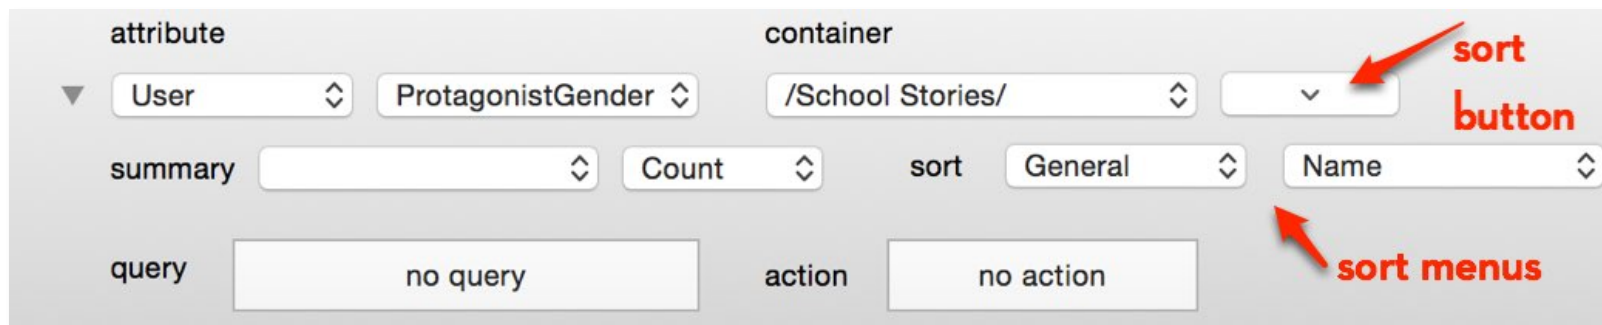 attribute container
User ProtagonistGender /School Stories/ sort button
summary Count sort General Name
query no query action no action sort menus